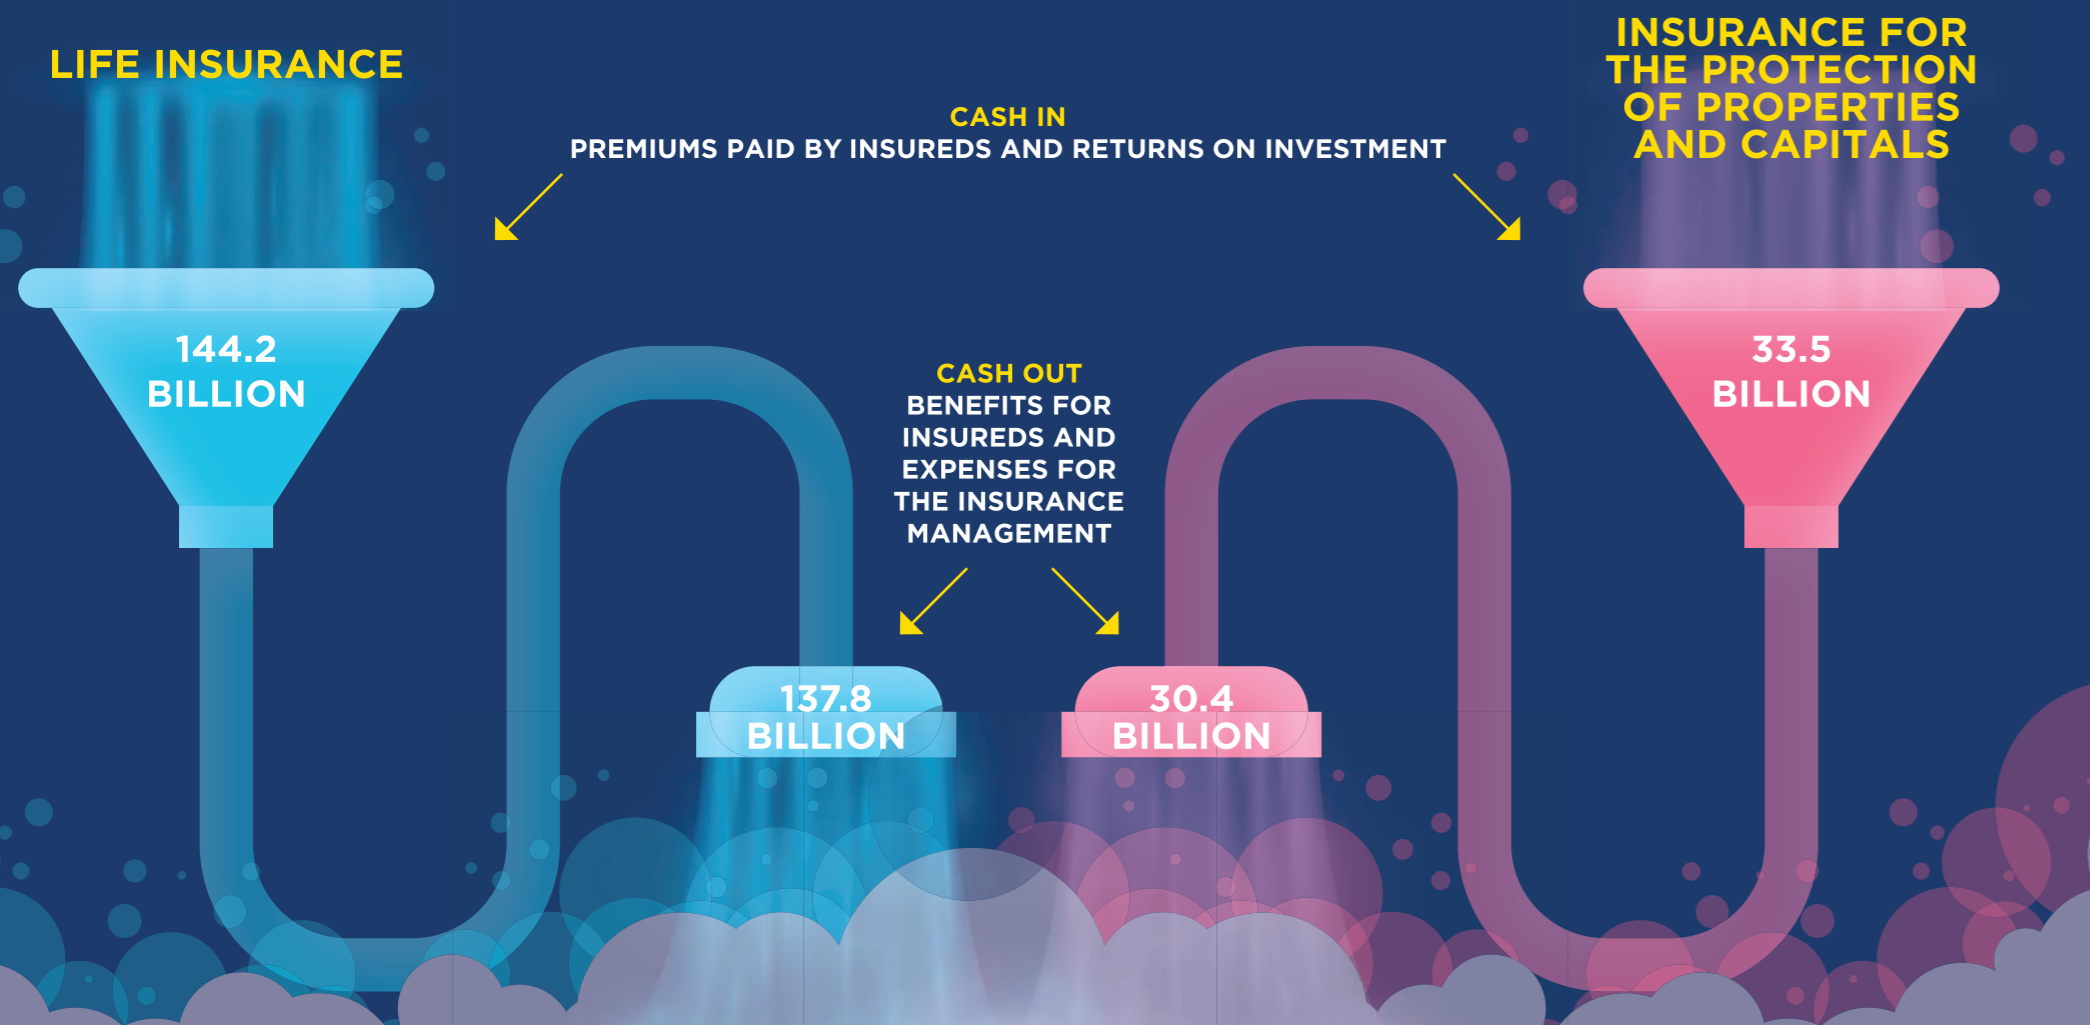 LIFE INSURANCE
INSURANCE FOR
THE PROTECTION
OF PROPERTIES
AND CAPITALS
CASH IN
PREMIUMS PAID BY INSUREDS AND RETURNS ON INVESTMENT
144.2
BILLION
33.5
BILLION
CASH OUT
BENEFITS FOR
INSUREDS AND
EXPENSES FOR
THE INSURANCE
MANAGEMENT
137.8
BILLION
30.4
BILLION